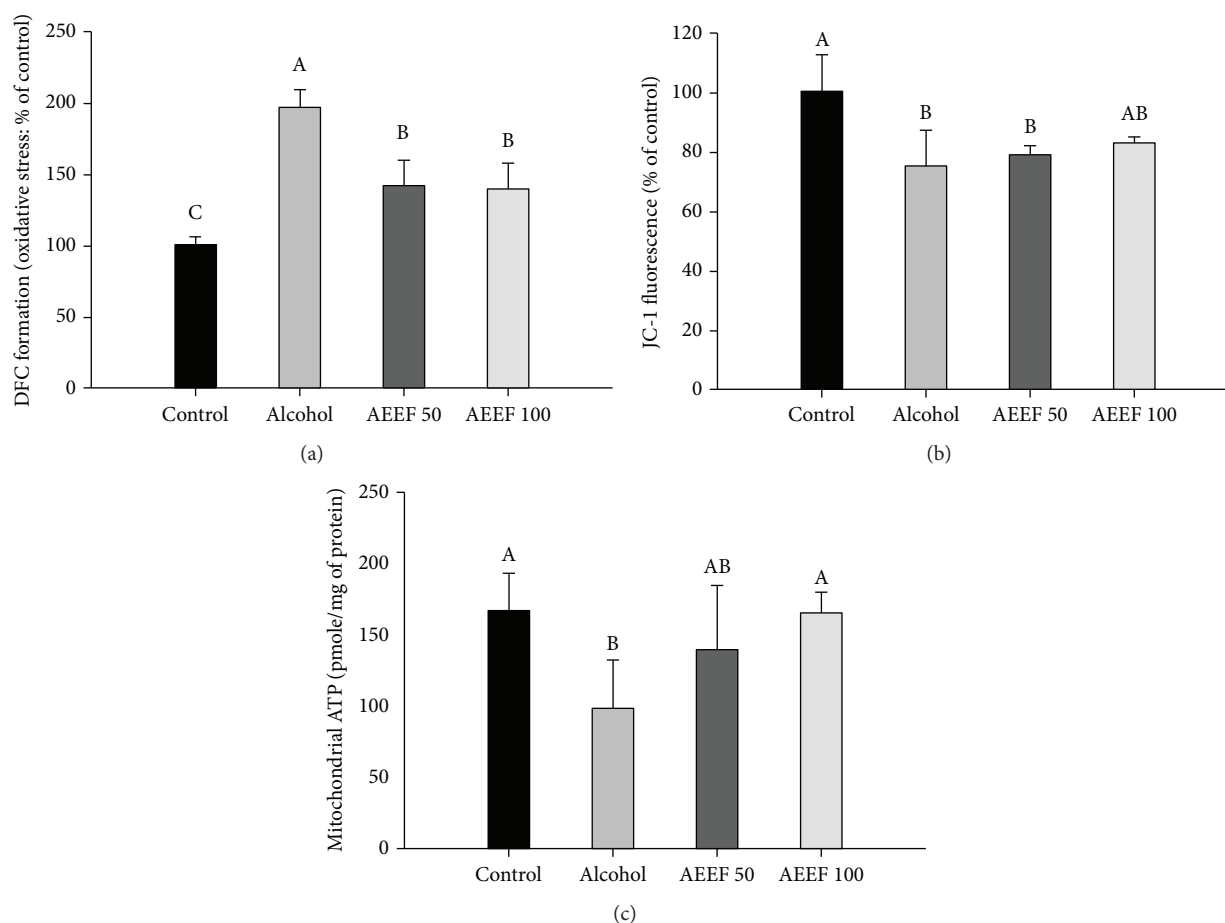 DFC formation (oxidative stress: % of control)
250
200
150
100
50
0
C
A
B
B
Control Alcohol AEEF 50 AEEF 100
(a)
JC-1 fluorescence (% of control)
120
100
80
60
40
20
0
A
B
B
AB
Control Alcohol AEEF 50 AEEF 100
(b)
Mitochondrial ATP (pmole/mg of protein)
250
200
150
100
50
0
A
B
AB
A
Control Alcohol AEEF 50 AEEF 100
(c)